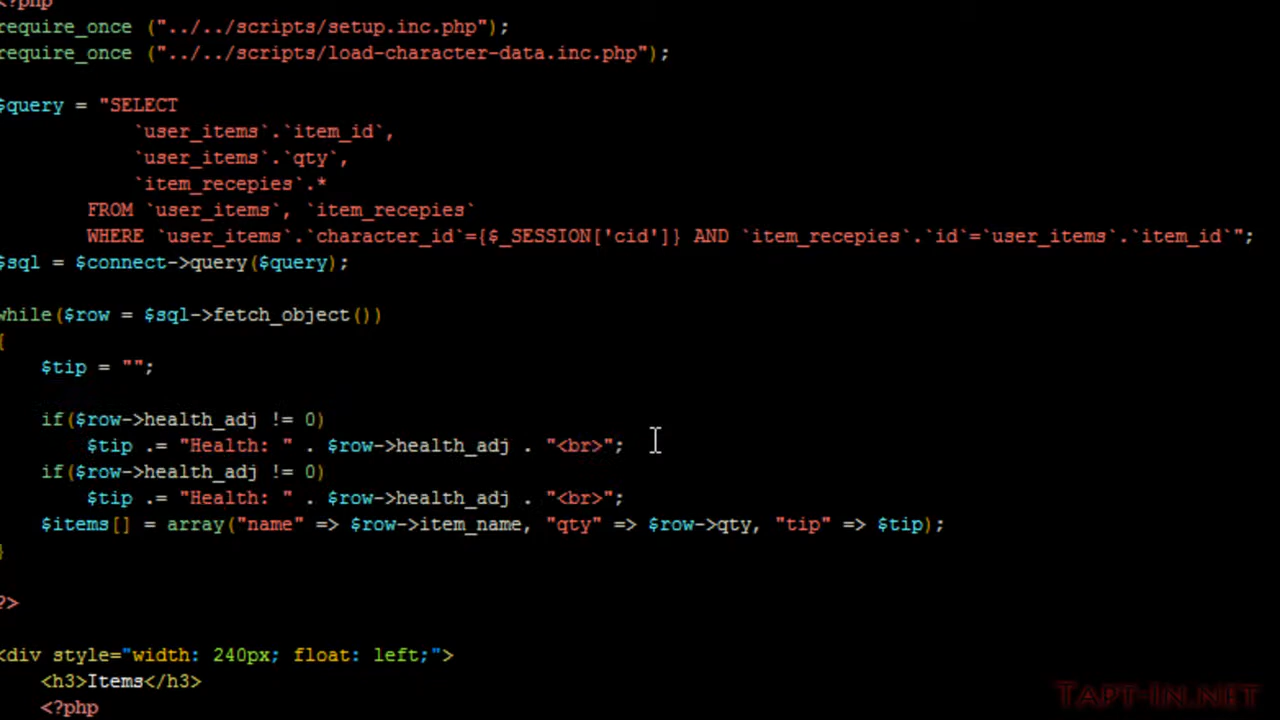 <?php
require_once ("../../scripts/setup.inc.php");
require_once ("../../scripts/load-character-data.inc.php");
$query = "SELECT
`user_items`.`item_id`,
`user_items`.`qty`,
`item_recepies`.*
FROM `user_items`, `item_recepies`
WHERE `user_items`.`character_id`={$_SESSION['cid']} AND `item_recepies`.`id`=`user_items`.`item_id`";
$sql = $connect->query($query);
while($row = $sql->fetch_object())
{
$tip = "";
if($row->health_adj != 0)
$tip .= "Health: " . $row->health_adj . "<br>";
if($row->health_adj != 0)
$tip .= "Health: " . $row->health_adj . "<br>";
$items[] = array("name" => $row->item_name, "qty" => $row->qty, "tip" => $tip);
}
?>
<div style="width: 240px; float: left;">
<h3>Items</h3>
<?php
TAPT-IN.NET